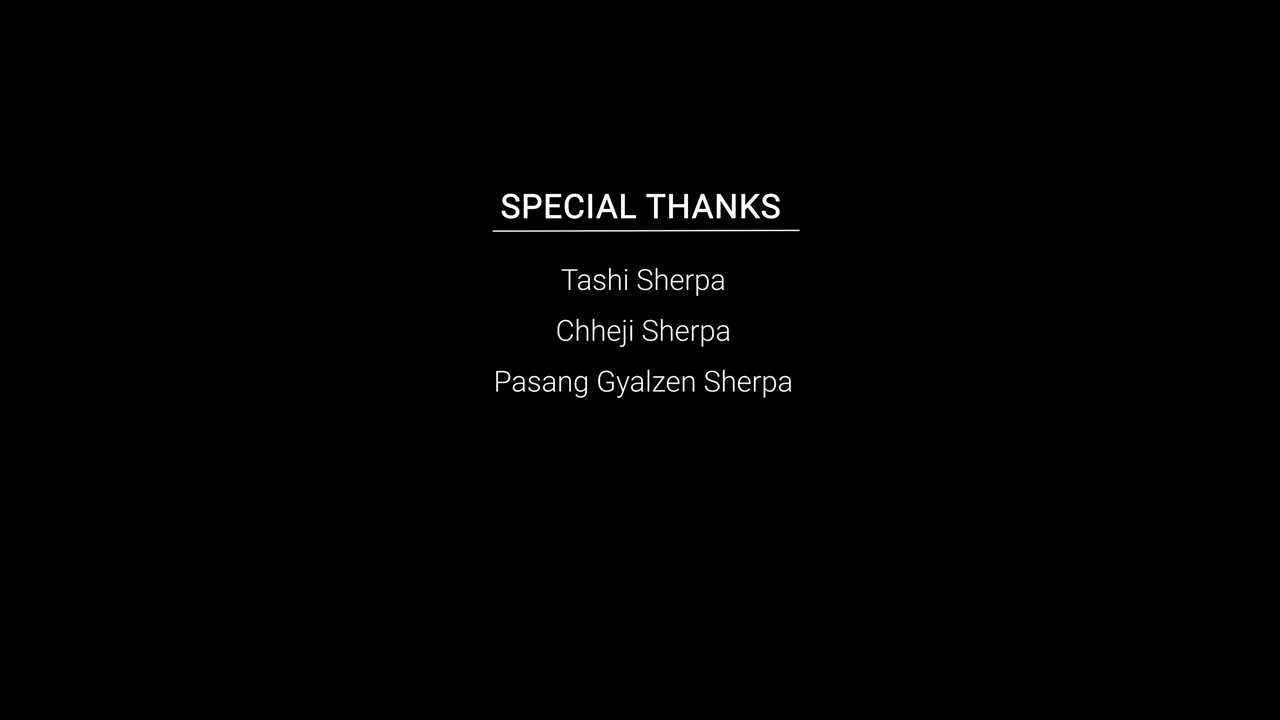 SPECIAL THANKS
Tashi Sherpa
Chheji Sherpa
Pasang Gyalzen Sherpa